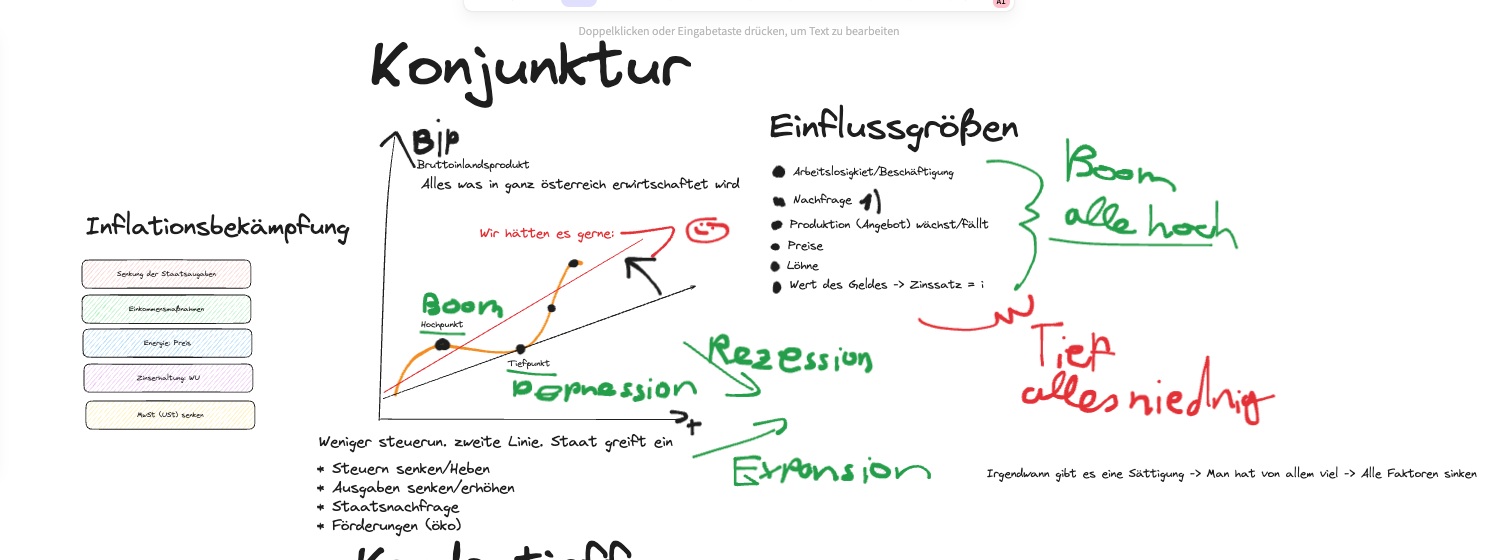 AI
Doppelklicken oder Eingabetaste drücken, um Text zu bearbeiten
Konjunktur
Inflationsbekämpfung
Senkung der Staatsaugaben
Einkommensmaßnahmen
Energie: Preis
Zinserhaltung: WU
MwSt (USt) senken
BIP
Bruttoinlandsprodukt
Alles was in ganz österreich erwirtschaftet wird
Wir hätten es gerne:
Boom
Hochpunkt
Tiefpunkt
Depression
t
Rezession
Expansion
Weniger steuerun. zweite Linie. Staat greift ein
* Steuern senken/Heben
* Ausgaben senken/erhöhen
* Staatsnachfrage
* Förderungen (öko)
Einflussgrößen
Arbeitslosigkiet/Beschäftigung
Nachfrage 1)
Produktion (Angebot) wächst/fällt
Preise
Löhne
Wert des Geldes -> Zinssatz = i
Boom
alle hoch
Tief
alles niednig
Irgendwann gibt es eine Sättigung -> Man hat von allem viel -> Alle Faktoren sinken